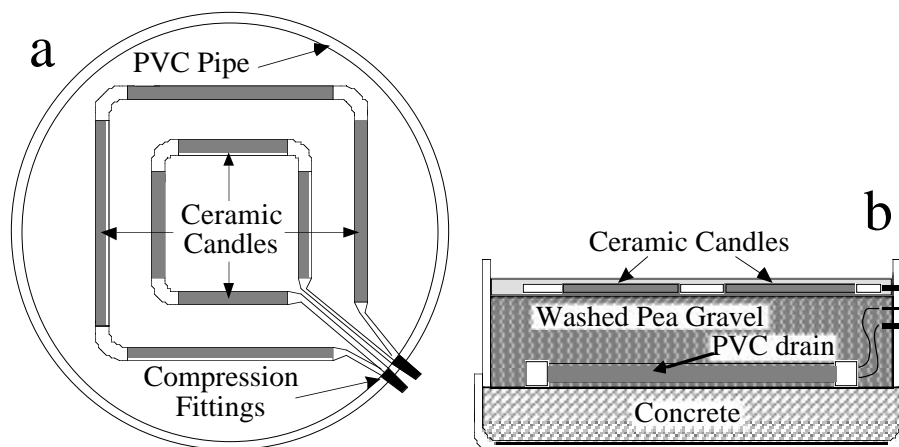 a
PVC Pipe
Ceramic
Candles
Compression
Fittings
b
Ceramic Candles
Washed Pea Gravel
PVC drain
Concrete